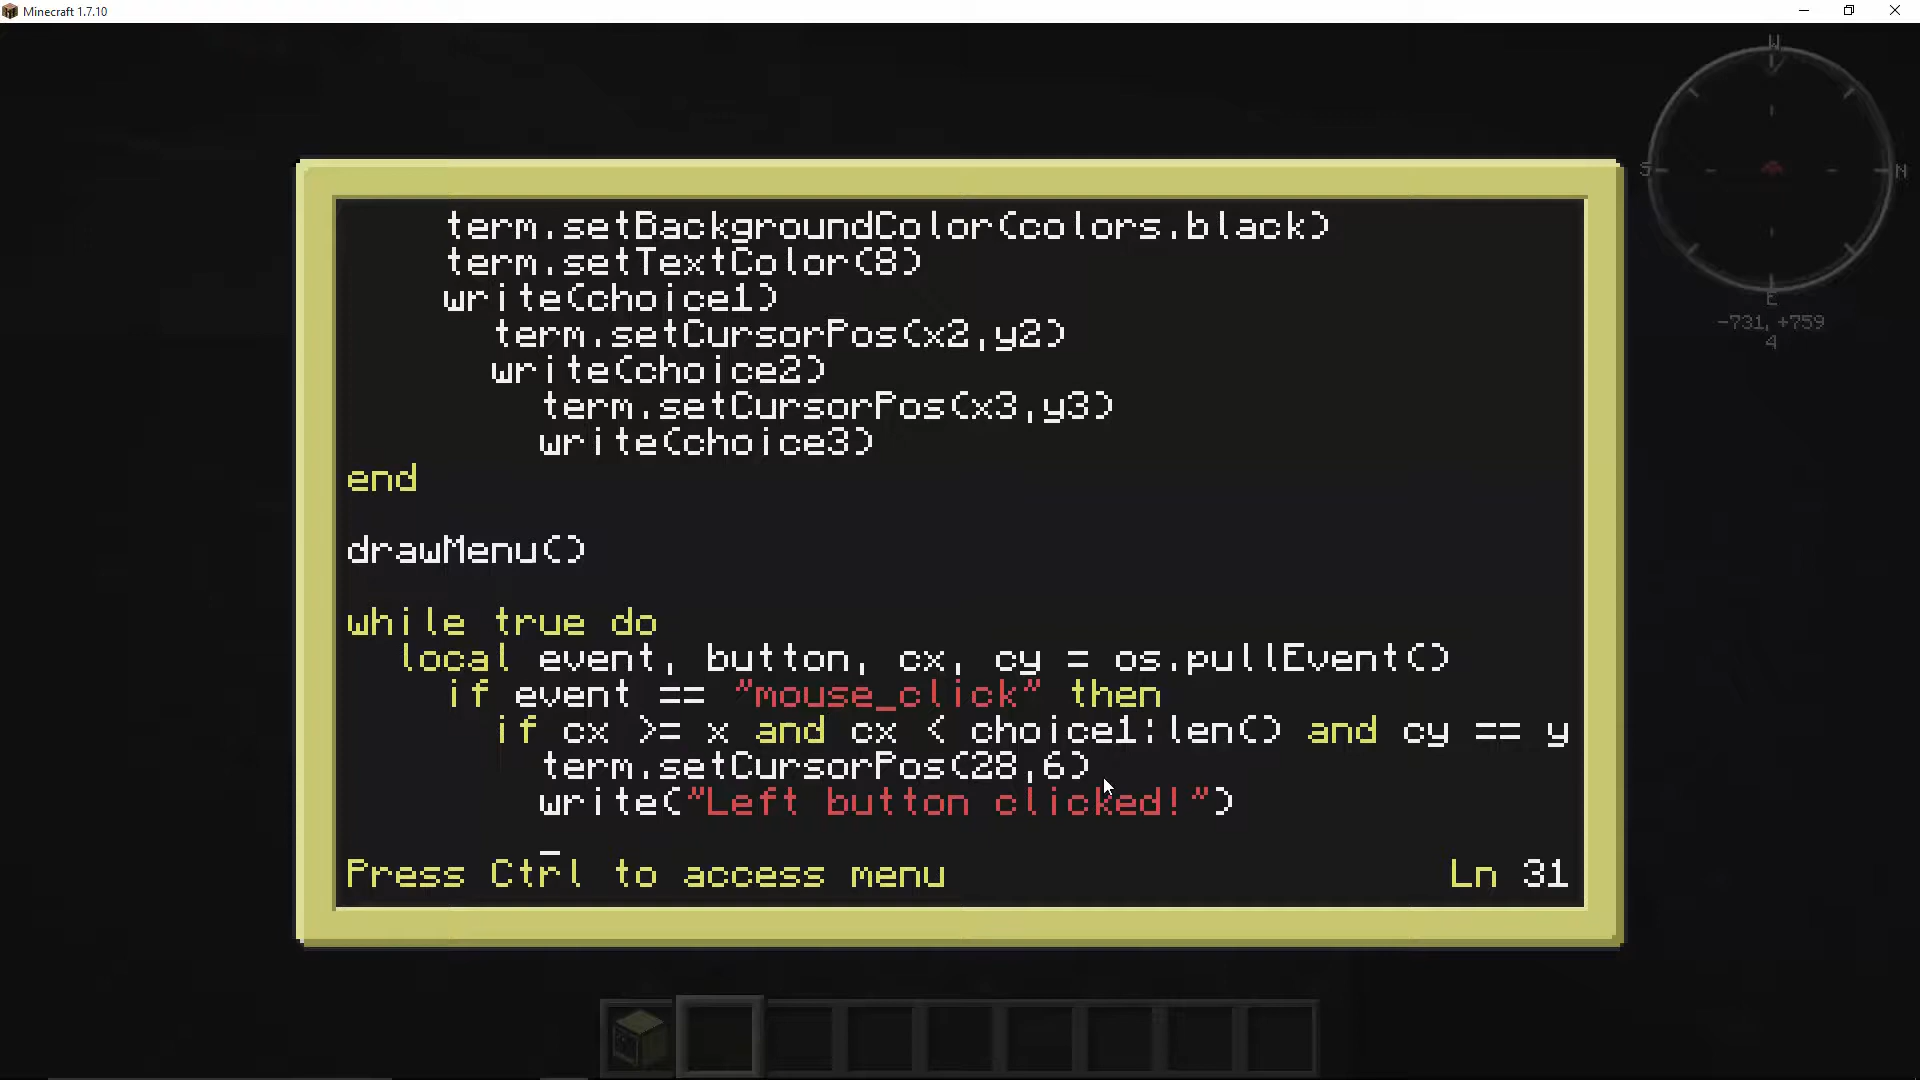 Minecraft 1.7.10
W
S
N
E
-731, +759
4
    term.setBackgroundColor(colors.black)
    term.setTextColor(8)
    write(choice1)
      term.setCursorPos(x2,y2)
      write(choice2)
        term.setCursorPos(x3,y3)
        write(choice3)
end
drawMenu()
while true do
  local event, button, cx, cy = os.pullEvent()
    if event == "mouse_click" then
      if cx >= x and cx < choice1:len() and cy == y
        term.setCursorPos(28,6)
        write("Left button clicked!")
        _
Press Ctrl to access menu Ln 31